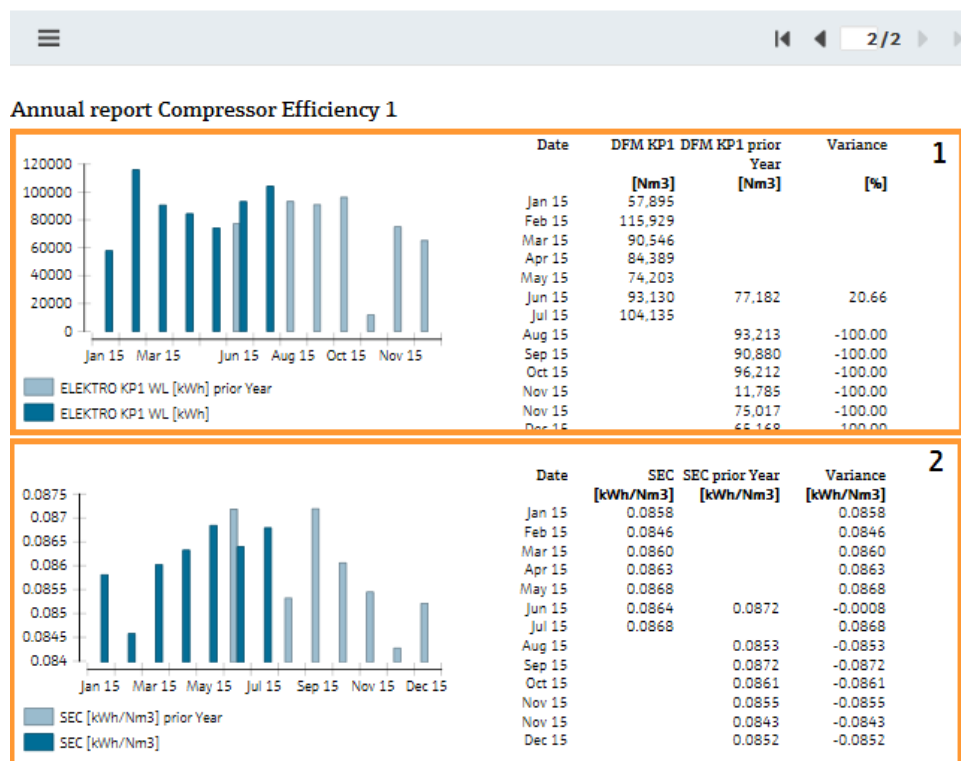 2/2
Annual report Compressor Efficiency 1
1
120000
100000
80000
60000
40000
20000
0
Jan 15 Mar 15 Jun 15 Aug 15 Oct 15 Nov 15
ELEKTRO KP1 WL [kWh] prior Year
ELEKTRO KP1 WL [kWh]
Date DFM KP1 DFM KP1 prior Year Variance
[Nm3] [Nm3] [%]
Jan 15 57,895
Feb 15 115,929
Mar 15 90,546
Apr 15 84,389
May 15 74,203
Jun 15 93,130 77,182 20.66
Jul 15 104,135
Aug 15 93,213 -100.00
Sep 15 90,880 -100.00
Oct 15 96,212 -100.00
Nov 15 11,785 -100.00
Nov 15 75,017 -100.00
Dec 15 65,168 -100.00
2
0.0875
0.087
0.0865
0.086
0.0855
0.085
0.0845
0.084
Jan 15 Mar 15 May 15 Jul 15 Sep 15 Nov 15 Dec 15
SEC [kWh/Nm3] prior Year
SEC [kWh/Nm3]
Date SEC SEC prior Year Variance
[kWh/Nm3] [kWh/Nm3] [kWh/Nm3]
Jan 15 0.0858 0.0858
Feb 15 0.0846 0.0846
Mar 15 0.0860 0.0860
Apr 15 0.0863 0.0863
May 15 0.0868 0.0868
Jun 15 0.0864 0.0872 -0.0008
Jul 15 0.0868 0.0868
Aug 15 0.0853 -0.0853
Sep 15 0.0872 -0.0872
Oct 15 0.0861 -0.0861
Nov 15 0.0855 -0.0855
Nov 15 0.0843 -0.0843
Dec 15 0.0852 -0.0852